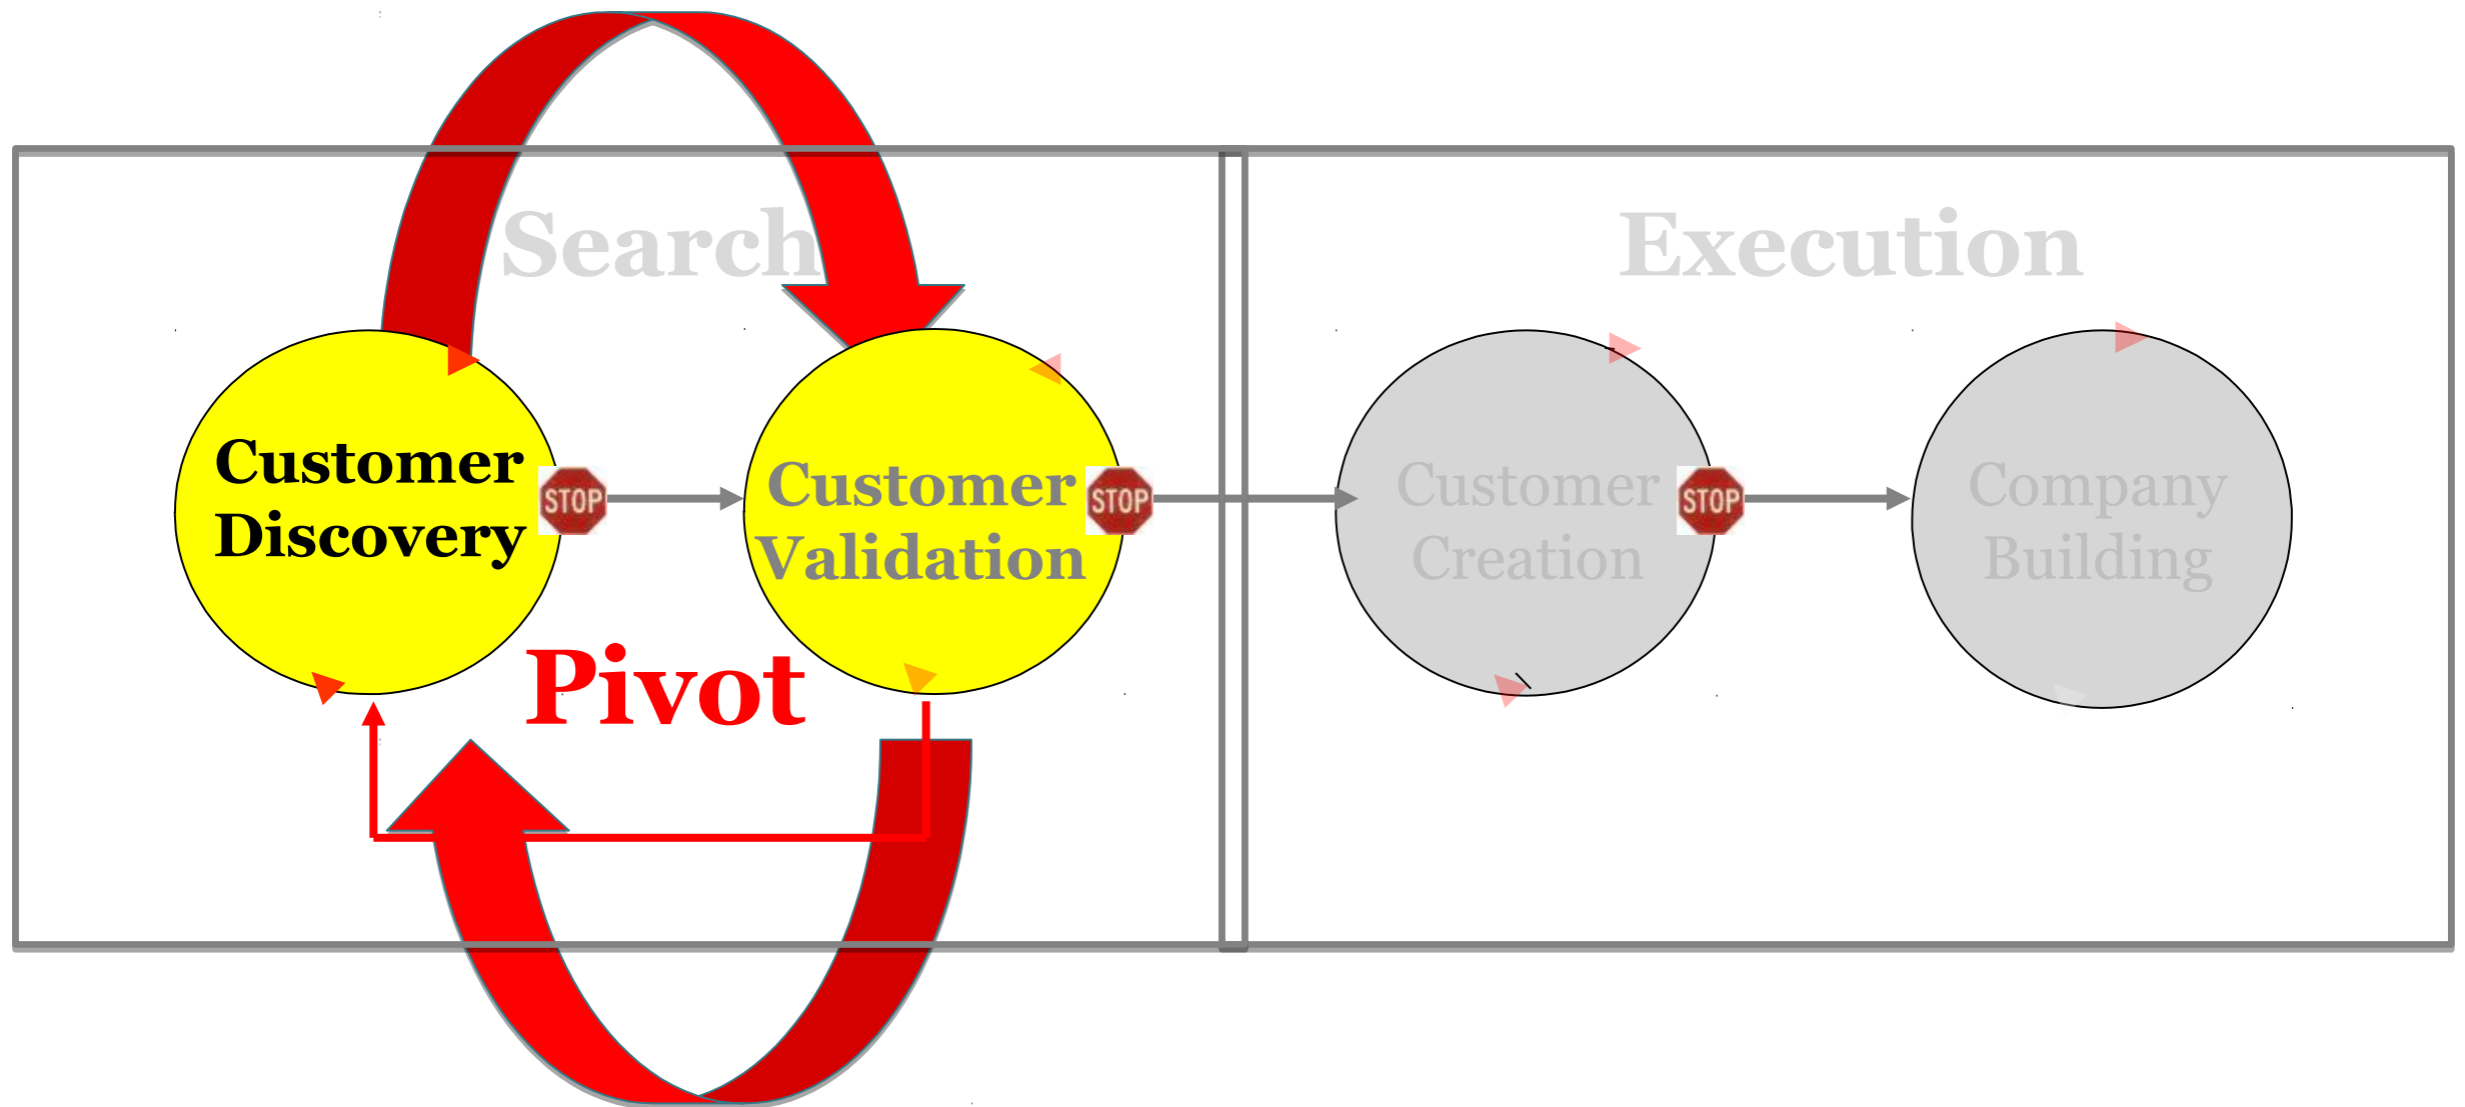 Search
Execution
Customer
Discovery
STOP
Customer
Validation
STOP
Customer
Creation
STOP
Company
Building
Pivot